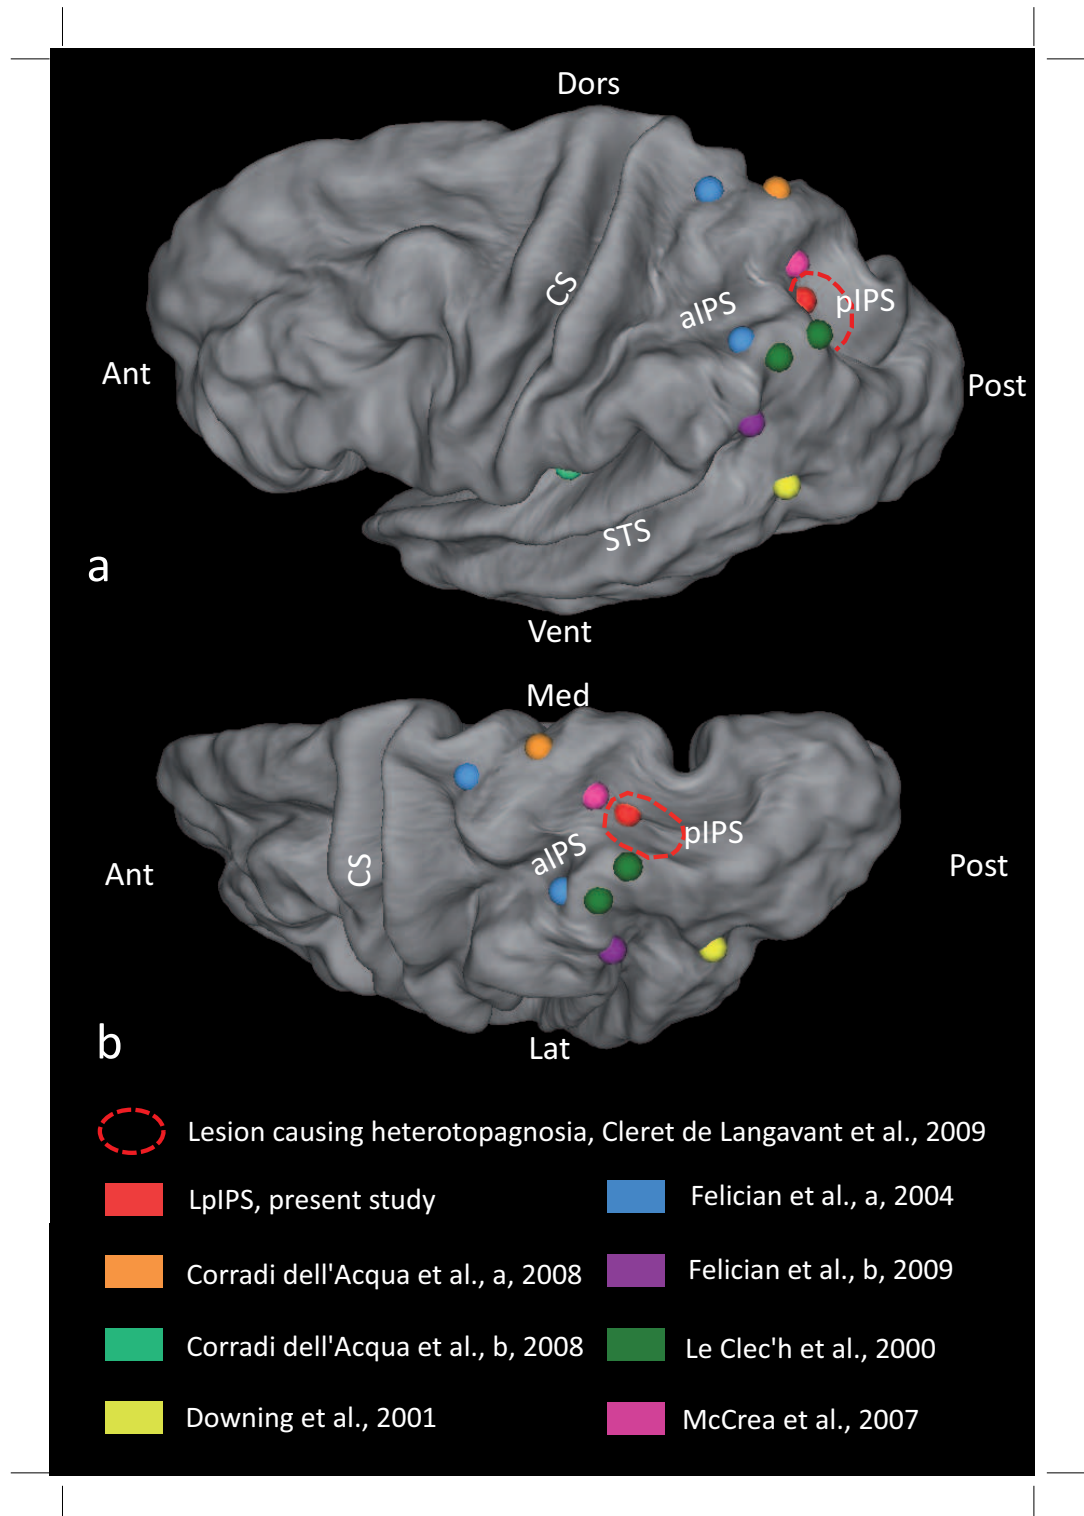 Dors
CS
aIPS
pIPS
Ant
Post
STS
a
Vent
Med
CS
aIPS
pIPS
Ant
Post
b
Lat
Lesion causing heterotopagnosia, Cleret de Langavant et al., 2009
LpIPS, present study
Felician et al., a, 2004
Corradi dell'Acqua et al., a, 2008
Felician et al., b, 2009
Corradi dell'Acqua et al., b, 2008
Le Clec'h et al., 2000
Downing et al., 2001
McCrea et al., 2007